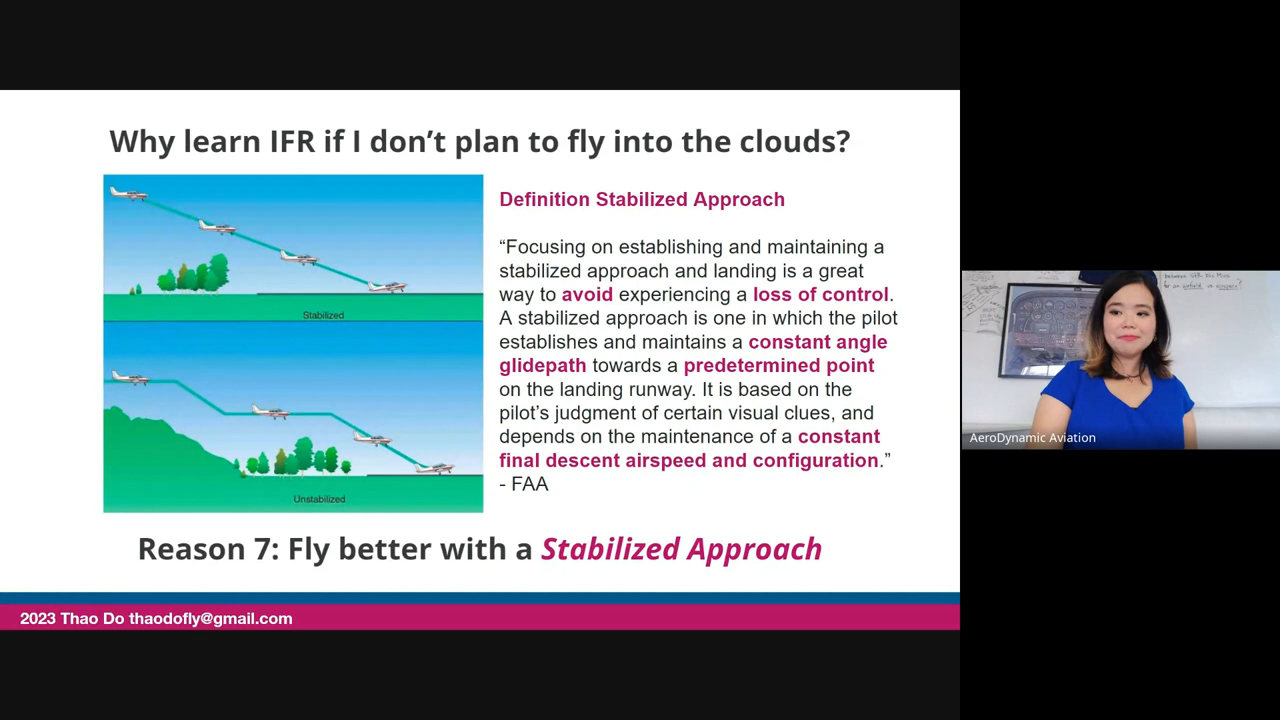 Why learn IFR if I don’t plan to fly into the clouds?
Stabilized
Unstabilized
Definition Stabilized Approach
“Focusing on establishing and maintaining a
stabilized approach and landing is a great
way to avoid experiencing a loss of control.
A stabilized approach is one in which the pilot
establishes and maintains a constant angle
glidepath towards a predetermined point
on the landing runway. It is based on the
pilot’s judgment of certain visual clues, and
depends on the maintenance of a constant
final descent airspeed and configuration.”
- FAA
Reason 7: Fly better with a Stabilized Approach
2023 Thao Do thaodofly@gmail.com
AeroDynamic Aviation